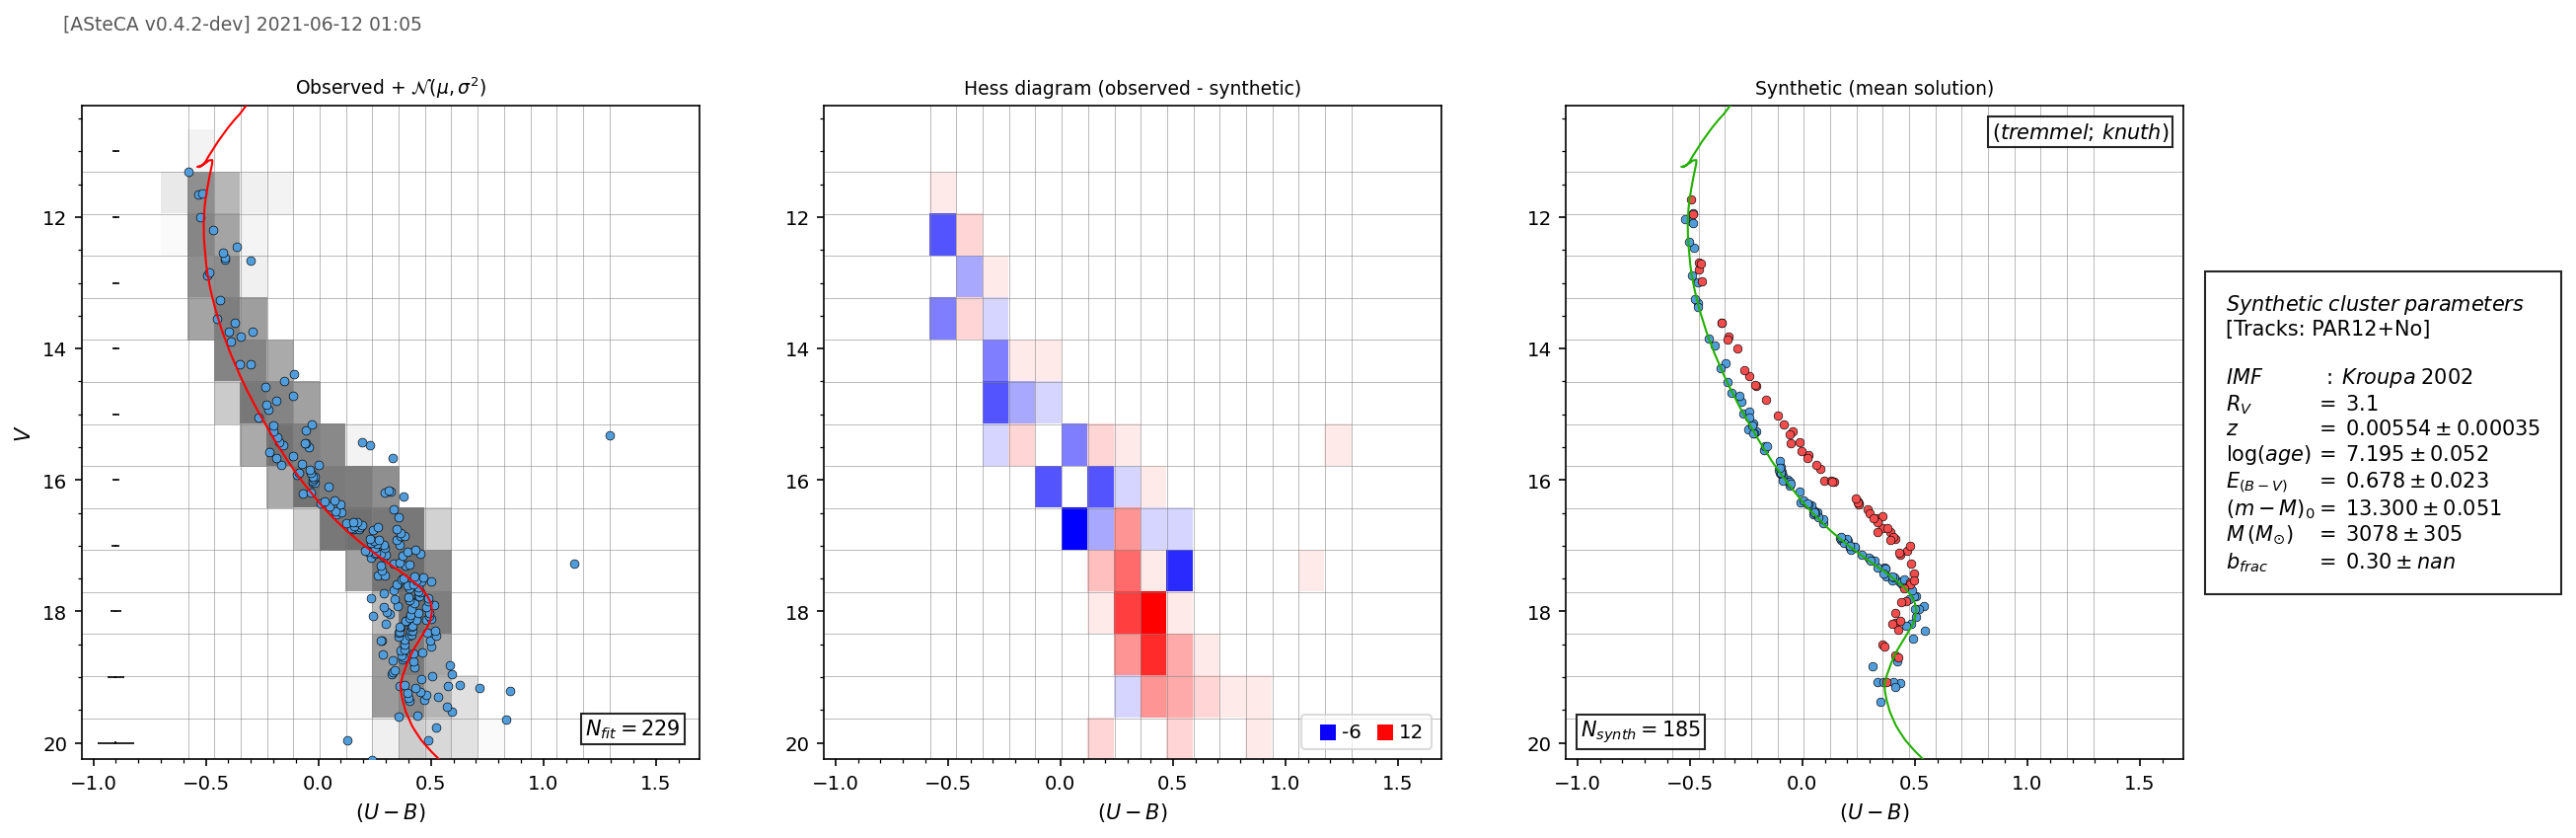 [ASteCA v0.4.2-dev] 2021-06-12 01:05
Observed + 𝒩(μ, σ²)
Hess diagram (observed - synthetic)
Synthetic (mean solution)
V
12
14
16
18
20
−1.0 −0.5 0.0 0.5 1.0 1.5
(U − B)
N_fit = 229
12
14
16
18
20
−1.0 −0.5 0.0 0.5 1.0 1.5
(U − B)
-6 12
12
14
16
18
20
−1.0 −0.5 0.0 0.5 1.0 1.5
(U − B)
(tremmel; knuth)
N_synth = 185
Synthetic cluster parameters
[Tracks: PAR12+No]
IMF : Kroupa 2002
R_V = 3.1
z = 0.00554 ± 0.00035
log(age) = 7.195 ± 0.052
E_(B−V) = 0.678 ± 0.023
(m − M)₀ = 13.300 ± 0.051
M (M_⊙) = 3078 ± 305
b_frac = 0.30 ± nan